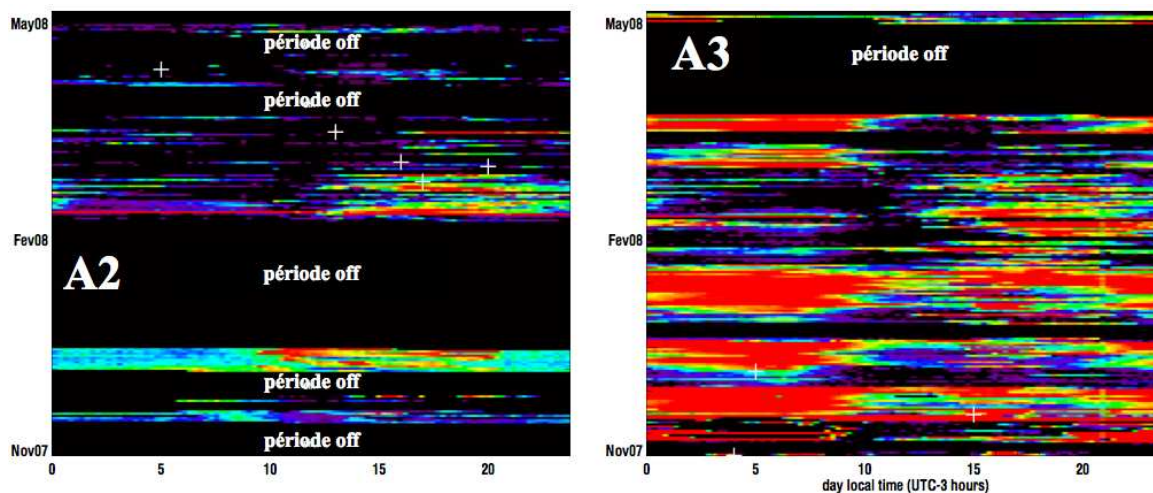 May08
période off
période off
Fev08
A2
période off
période off
période off
Nov07
0 5 10 15 20
May08
A3
période off
Fev08
Nov07
0 5 10 15 20
day local time (UTC-3 hours)